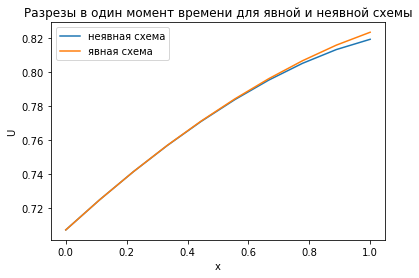 Разрезы в один момент времени для явной и неявной схемы
неявная схема
явная схема
0.82
0.80
0.78
0.76
0.74
0.72
U
0.0
0.2
0.4
0.6
0.8
1.0
x